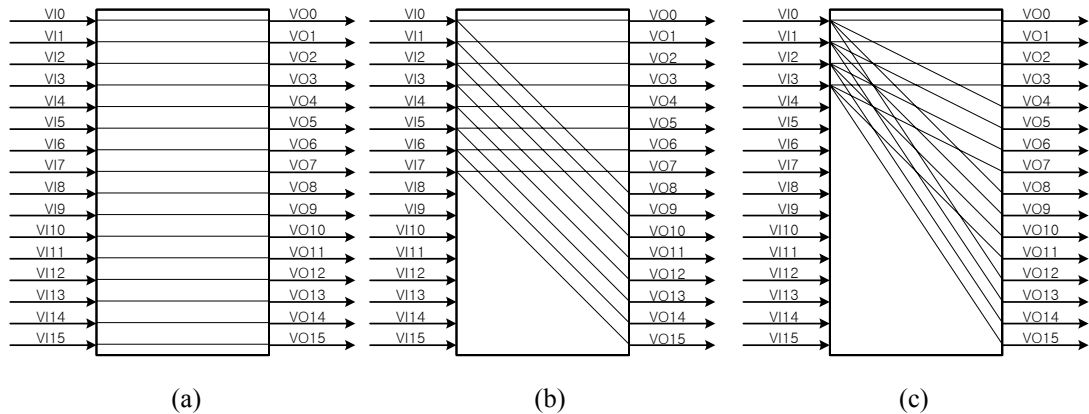 VI0 VO0 VI0 VO0 VI0 VO0
VI1 VO1 VI1 VO1 VI1 VO1
VI2 VO2 VI2 VO2 VI2 VO2
VI3 VO3 VI3 VO3 VI3 VO3
VI4 VO4 VI4 VO4 VI4 VO4
VI5 VO5 VI5 VO5 VI5 VO5
VI6 VO6 VI6 VO6 VI6 VO6
VI7 VO7 VI7 VO7 VI7 VO7
VI8 VO8 VI8 VO8 VI8 VO8
VI9 VO9 VI9 VO9 VI9 VO9
VI10 VO10 VI10 VO10 VI10 VO10
VI11 VO11 VI11 VO11 VI11 VO11
VI12 VO12 VI12 VO12 VI12 VO12
VI13 VO13 VI13 VO13 VI13 VO13
VI14 VO14 VI14 VO14 VI14 VO14
VI15 VO15 VI15 VO15 VI15 VO15
(a) (b) (c)